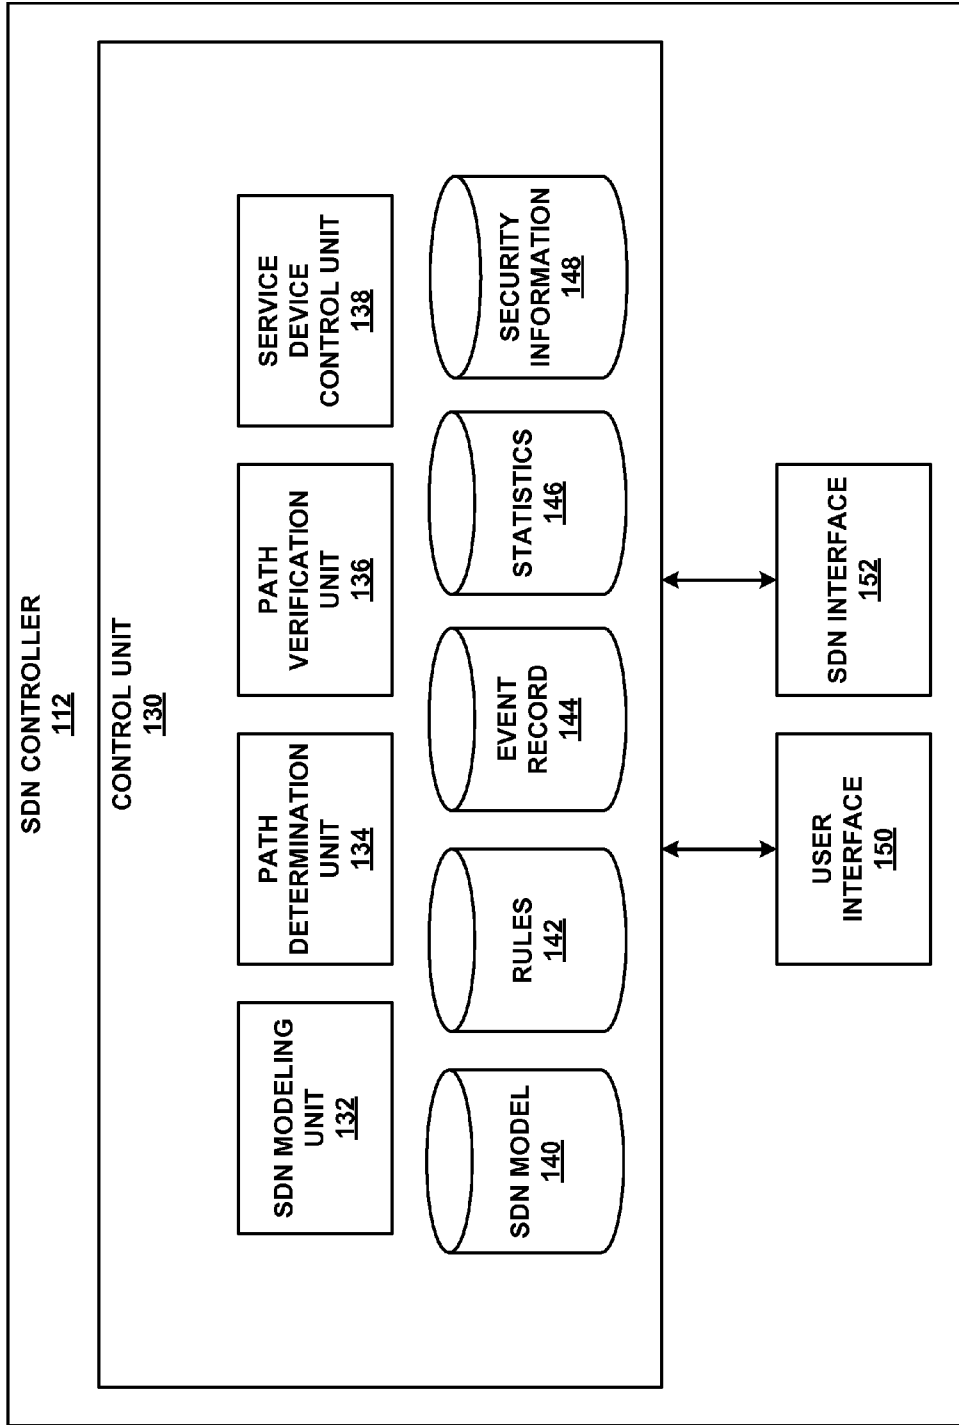 SDN CONTROLLER
112
CONTROL UNIT
130
SDN MODELING
UNIT
132
PATH
DETERMINATION
UNIT
134
PATH
VERIFICATION
UNIT
136
SERVICE
DEVICE
CONTROL UNIT
138
SDN MODEL
140
RULES
142
EVENT
RECORD
144
STATISTICS
146
SECURITY
INFORMATION
148
USER
INTERFACE
150
SDN INTERFACE
152